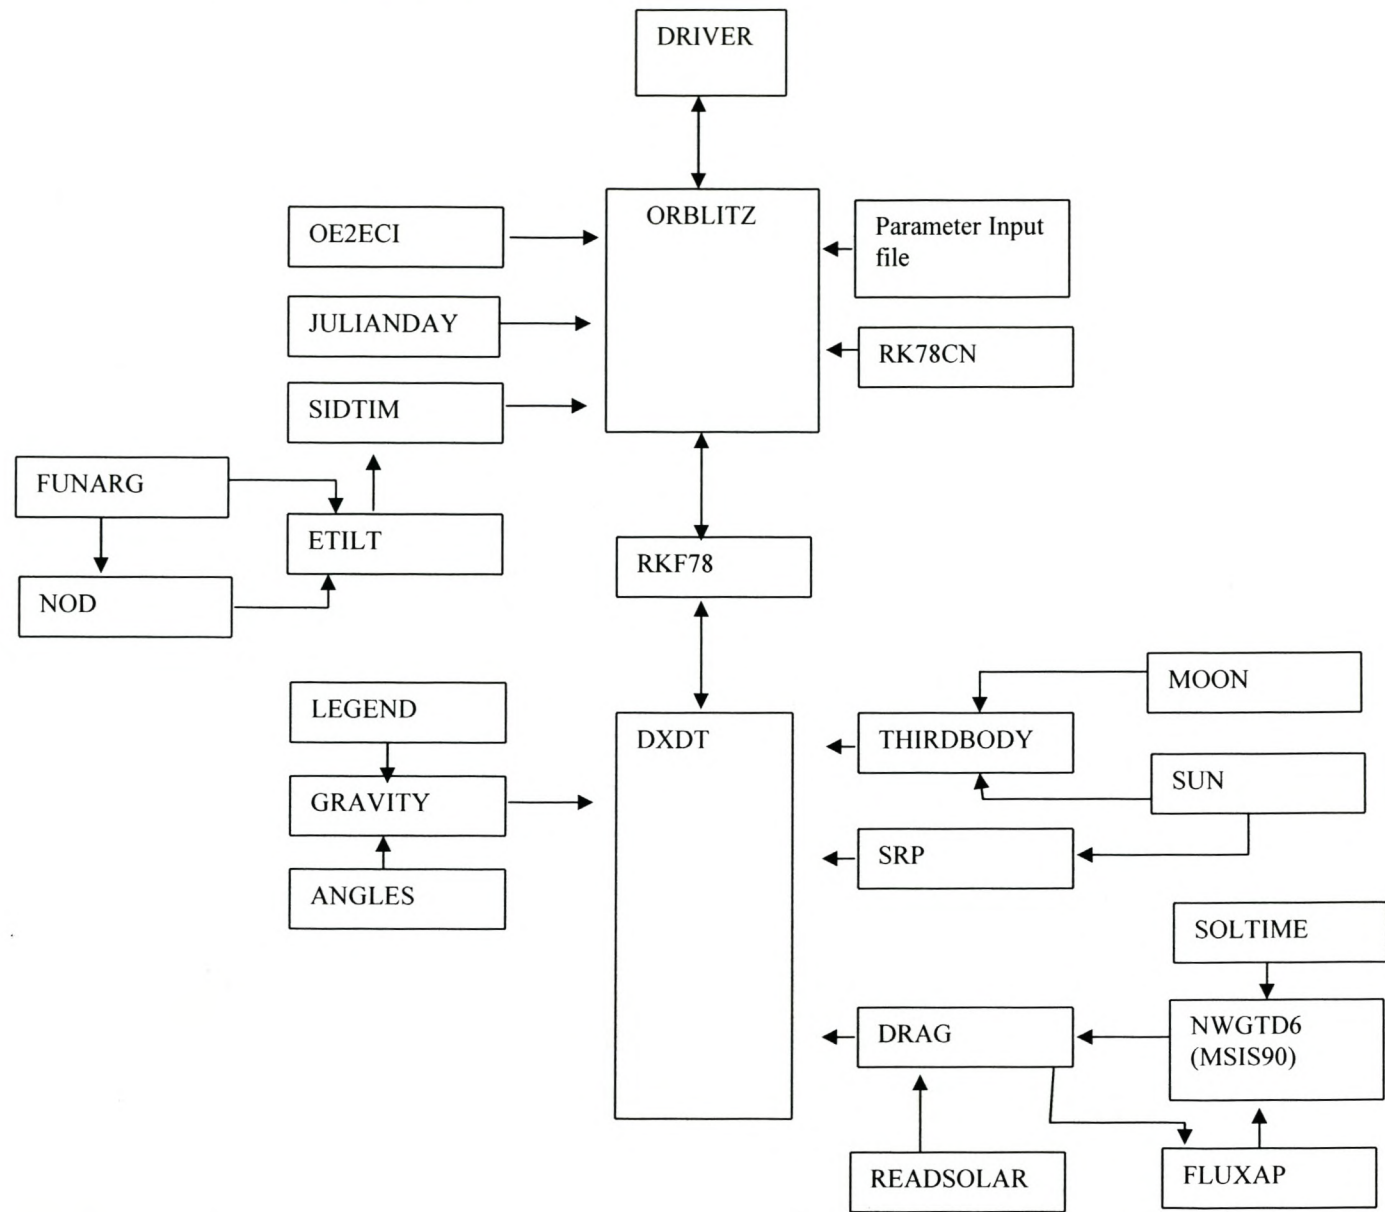 DRIVER
ORBLITZ
OE2ECI
Parameter Input
file
JULIANDAY
RK78CN
SIDTIM
FUNARG
ETILT
RKF78
NOD
MOON
LEGEND
DXDT
THIRDBODY
SUN
GRAVITY
SRP
ANGLES
SOLTIME
DRAG
NWGTD6
(MSIS90)
READSOLAR
FLUXAP